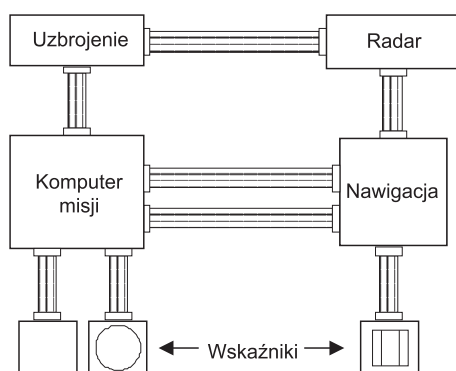 Uzbrojenie
Radar
Komputer
misji
Nawigacja
Wskaźniki